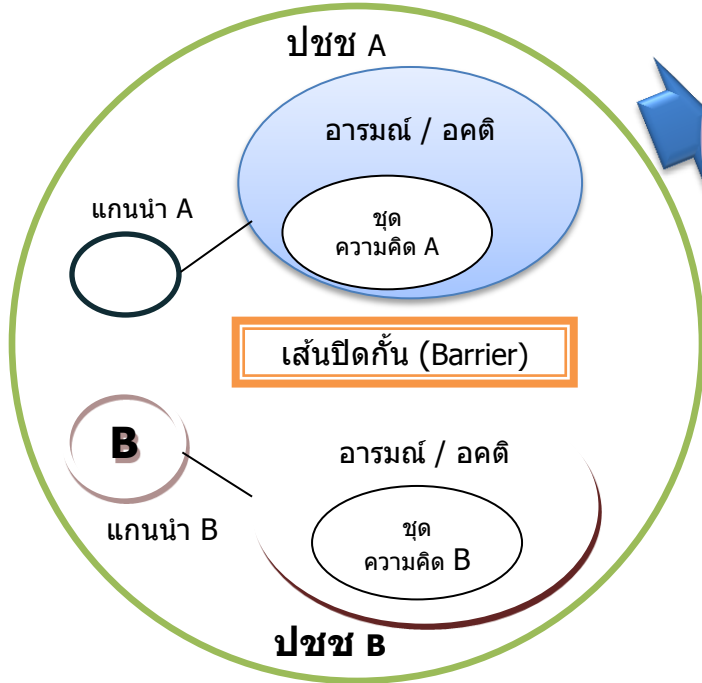 ปชช A
อารมณ์ / อคติ
แกนนำ A
ชุด
ความคิด A
เส้นปิดกั้น (Barrier)
B
อารมณ์ / อคติ
แกนนำ B
ชุด
ความคิด B
ปชช B